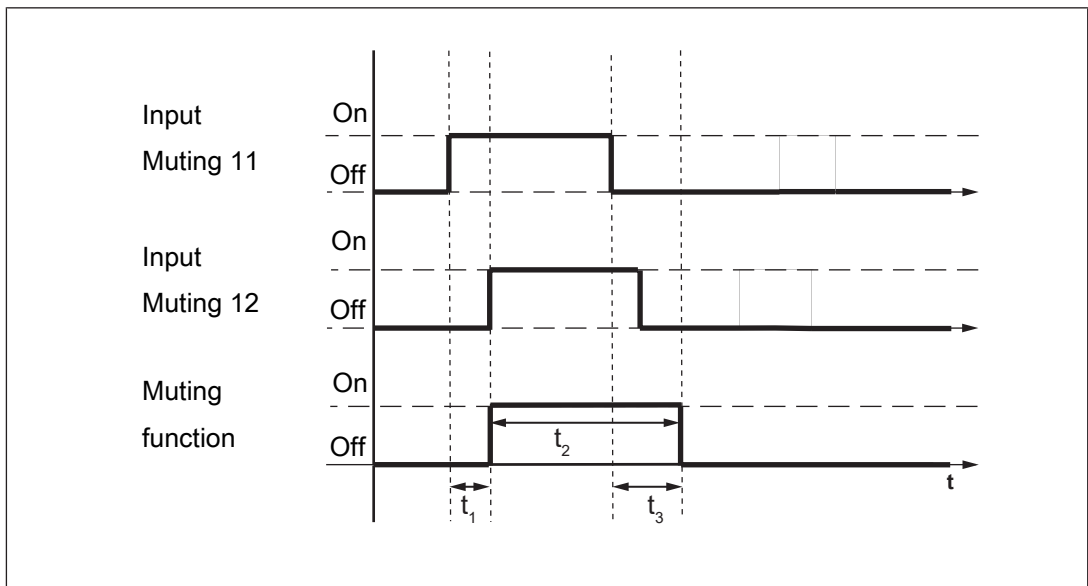 Input
Muting 11
On
Off
Input
Muting 12
On
Off
Muting
function
On
Off
t2
t
t1
t3